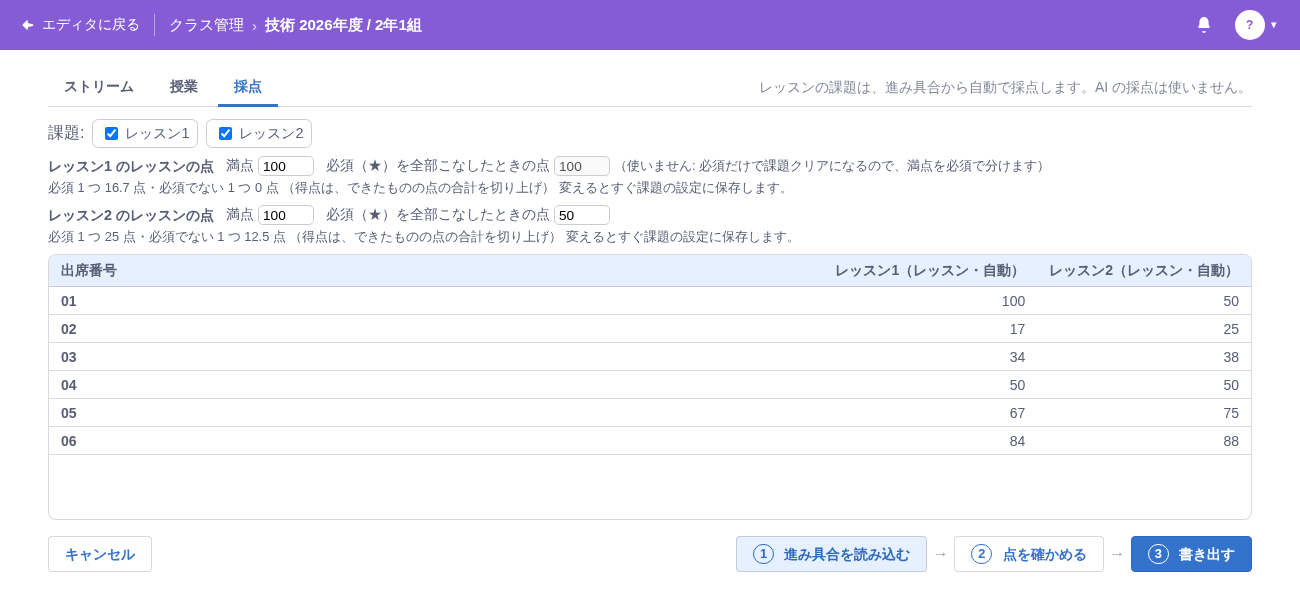 エディタに戻る クラス管理 › 技術 2026年度 / 2年1組 ? ▼
ストリーム 授業 採点 レッスンの課題は、進み具合から自動で採点します。AI の採点は使いません。
課題: レッスン1 レッスン2
レッスン1 のレッスンの点 満点 100 必須（★）を全部こなしたときの点 100 （使いません: 必須だけで課題クリアになるので、満点を必須で分けます）
必須 1 つ 16.7 点・必須でない 1 つ 0 点 （得点は、できたものの点の合計を切り上げ） 変えるとすぐ課題の設定に保存します。
レッスン2 のレッスンの点 満点 100 必須（★）を全部こなしたときの点 50
必須 1 つ 25 点・必須でない 1 つ 12.5 点 （得点は、できたものの点の合計を切り上げ） 変えるとすぐ課題の設定に保存します。
出席番号 レッスン1（レッスン・自動） レッスン2（レッスン・自動）
01 100 50
02 17 25
03 34 38
04 50 50
05 67 75
06 84 88
キャンセル 1 進み具合を読み込む → 2 点を確かめる → 3 書き出す